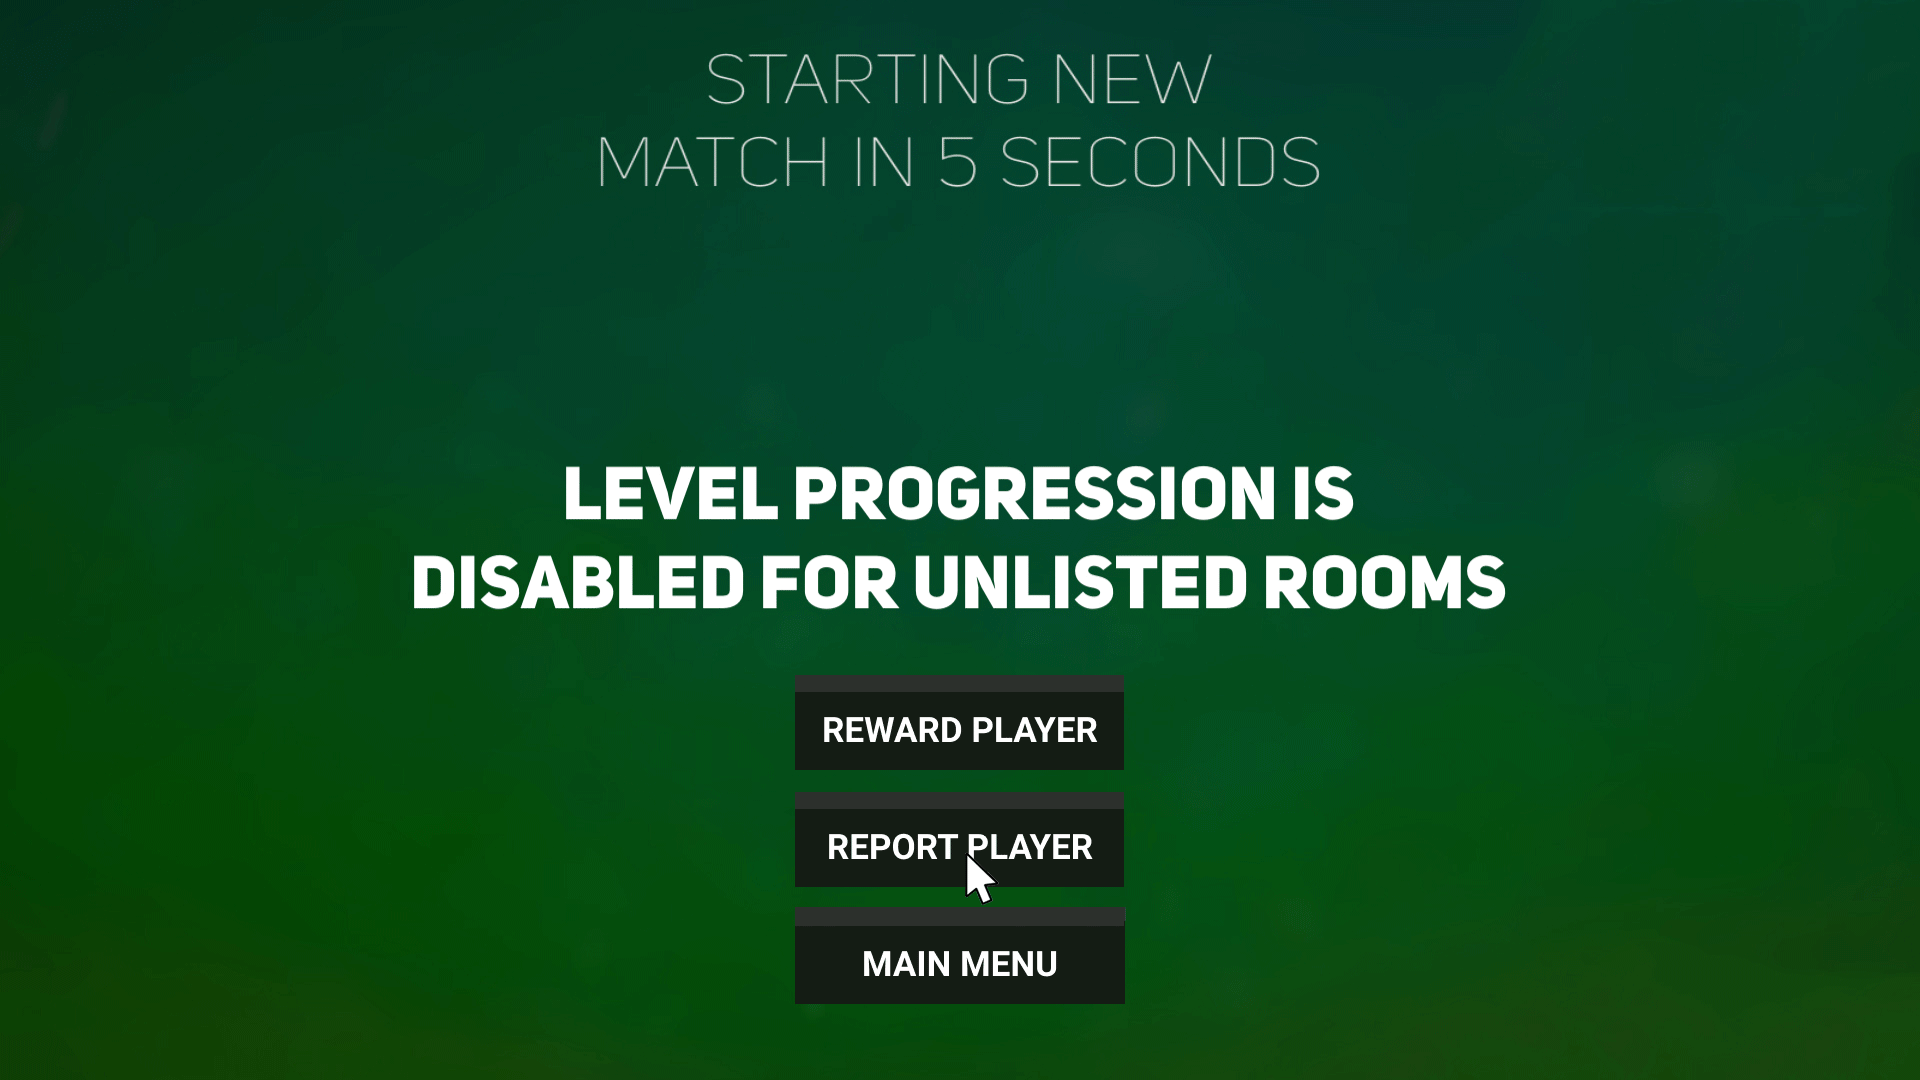 STARTING NEW
MATCH IN 5 SECONDS
LEVEL PROGRESSION IS
DISABLED FOR UNLISTED ROOMS
REWARD PLAYER
REPORT PLAYER
MAIN MENU